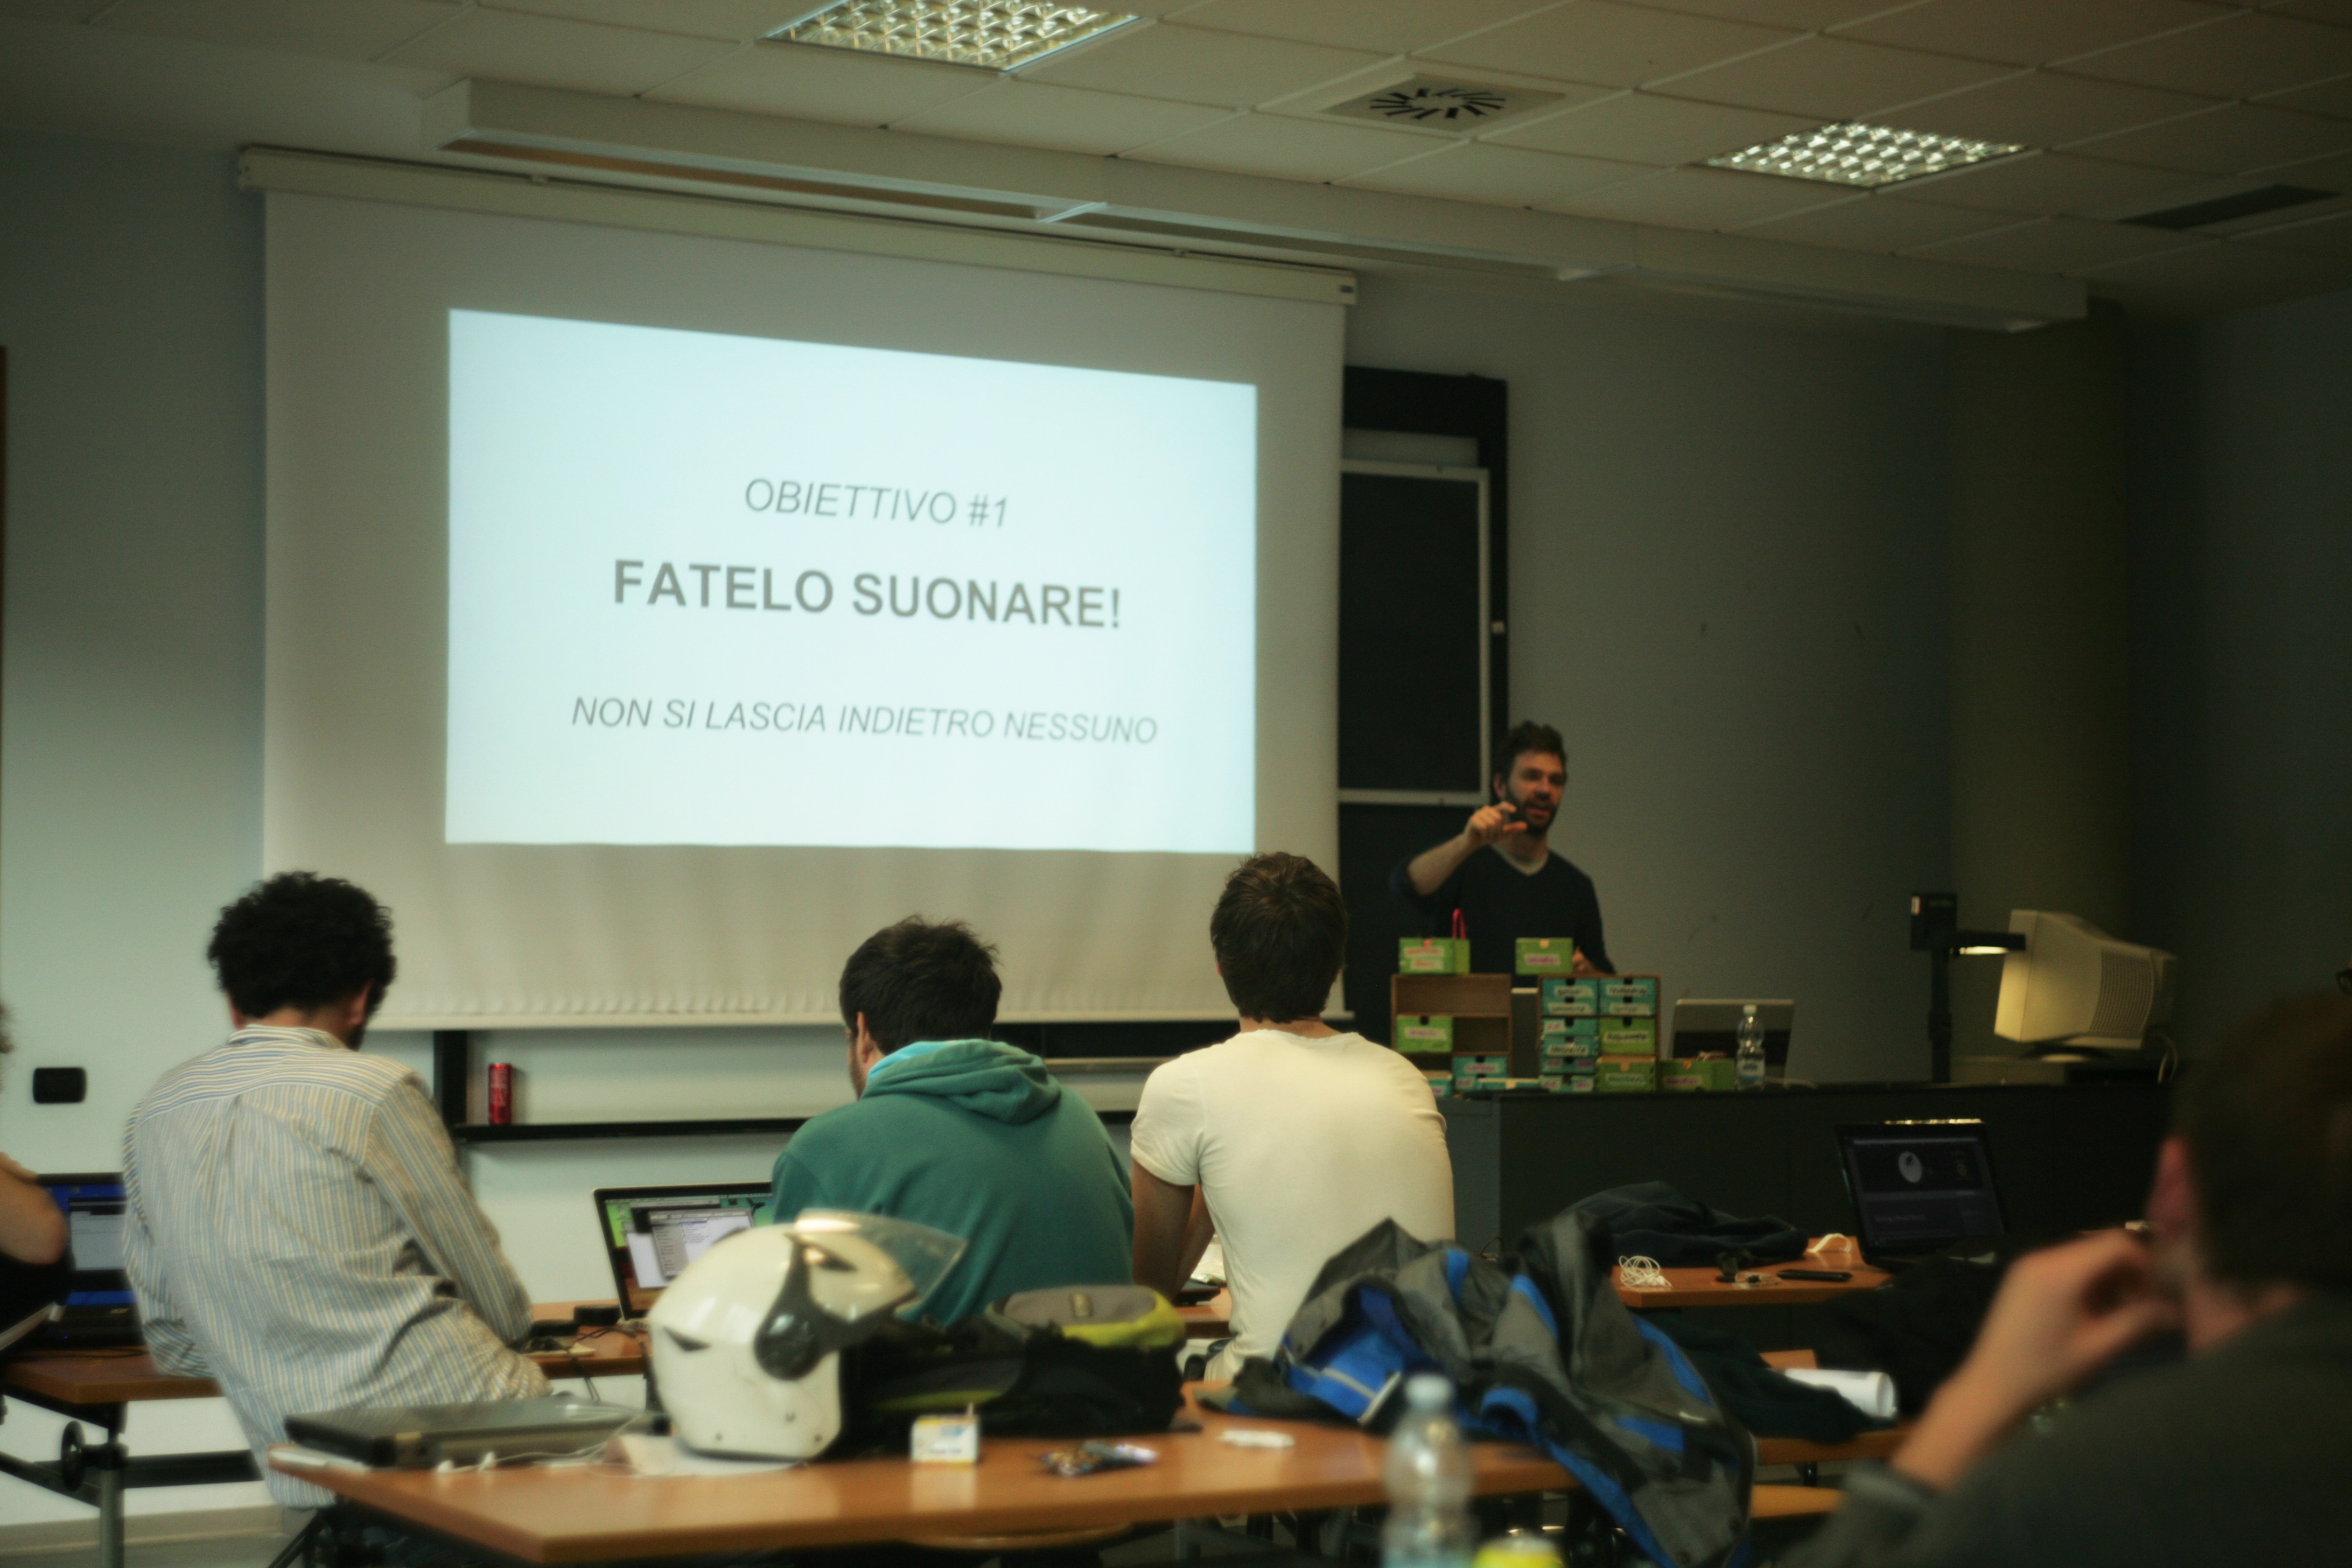 OBIETTIVO #1
FATELO SUONARE!
NON SI LASCIA INDIETRO NESSUNO